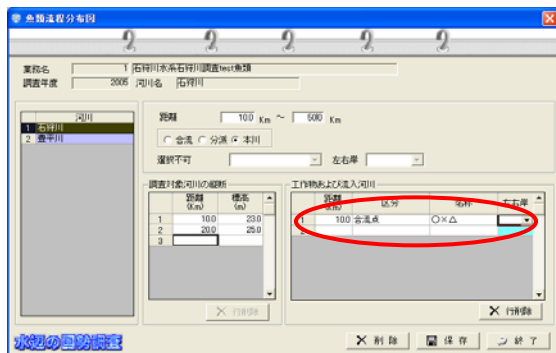 魚類流程分布図
業務名 1 石狩川水系石狩川調査test魚類
調査年度 2005 河川名 石狩川
河川
1 石狩川
2 豊平川
距離 10.0 Km ～ 50.0 Km
合流 分派 本川
選択不可 左右岸
調査対象河川の縦断
距離(Km) 標高(m)
1 10.0 23.0
2 20.0 25.0
3
行削除
工作物および流入河川
距離 区分 名称 左右岸
1 10.0 合流点 ○×△
2
行削除
水辺の国勢調査
削除 保存 終了